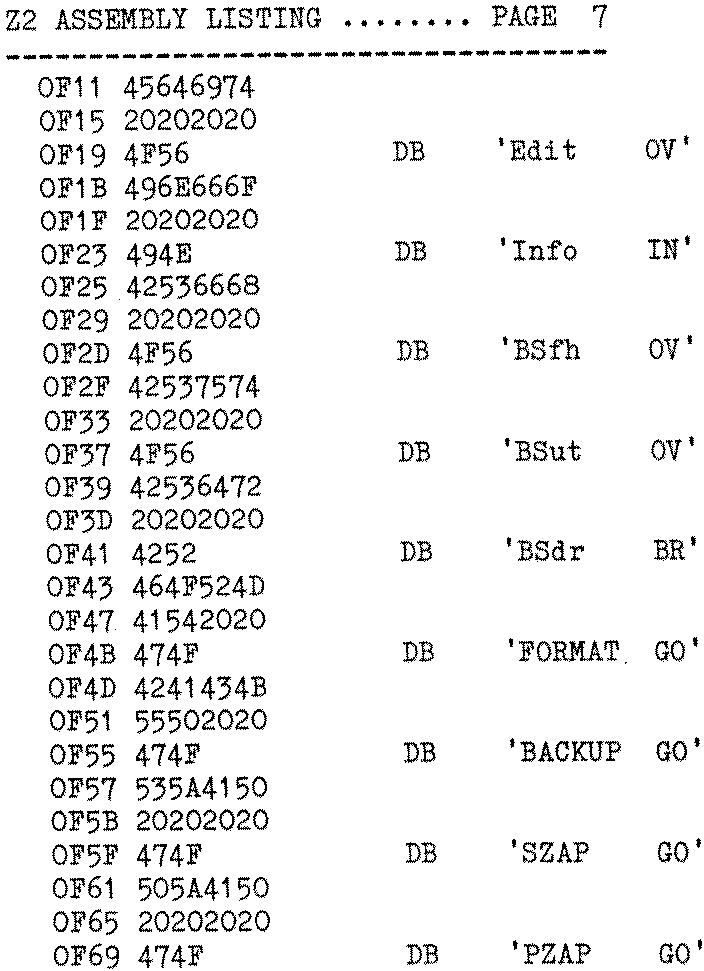 Z2 ASSEMBLY LISTING ........ PAGE  7
----------------------------------------
0F11 45646974
0F15 20202020
0F19 4F56          DB    'Edit    OV'
0F1B 496E666F
0F1F 20202020
0F23 494E          DB    'Info    IN'
0F25 42536668
0F29 20202020
0F2D 4F56          DB    'BSfh    OV'
0F2F 42537574
0F33 20202020
0F37 4F56          DB    'BSut    OV'
0F39 42536472
0F3D 20202020
0F41 4252          DB    'BSdr    BR'
0F43 464F524D
0F47 41542020
0F4B 474F          DB    'FORMAT  GO'
0F4D 4241434B
0F51 55502020
0F55 474F          DB    'BACKUP  GO'
0F57 535A4150
0F5B 20202020
0F5F 474F          DB    'SZAP    GO'
0F61 505A4150
0F65 20202020
0F69 474F          DB    'PZAP    GO'